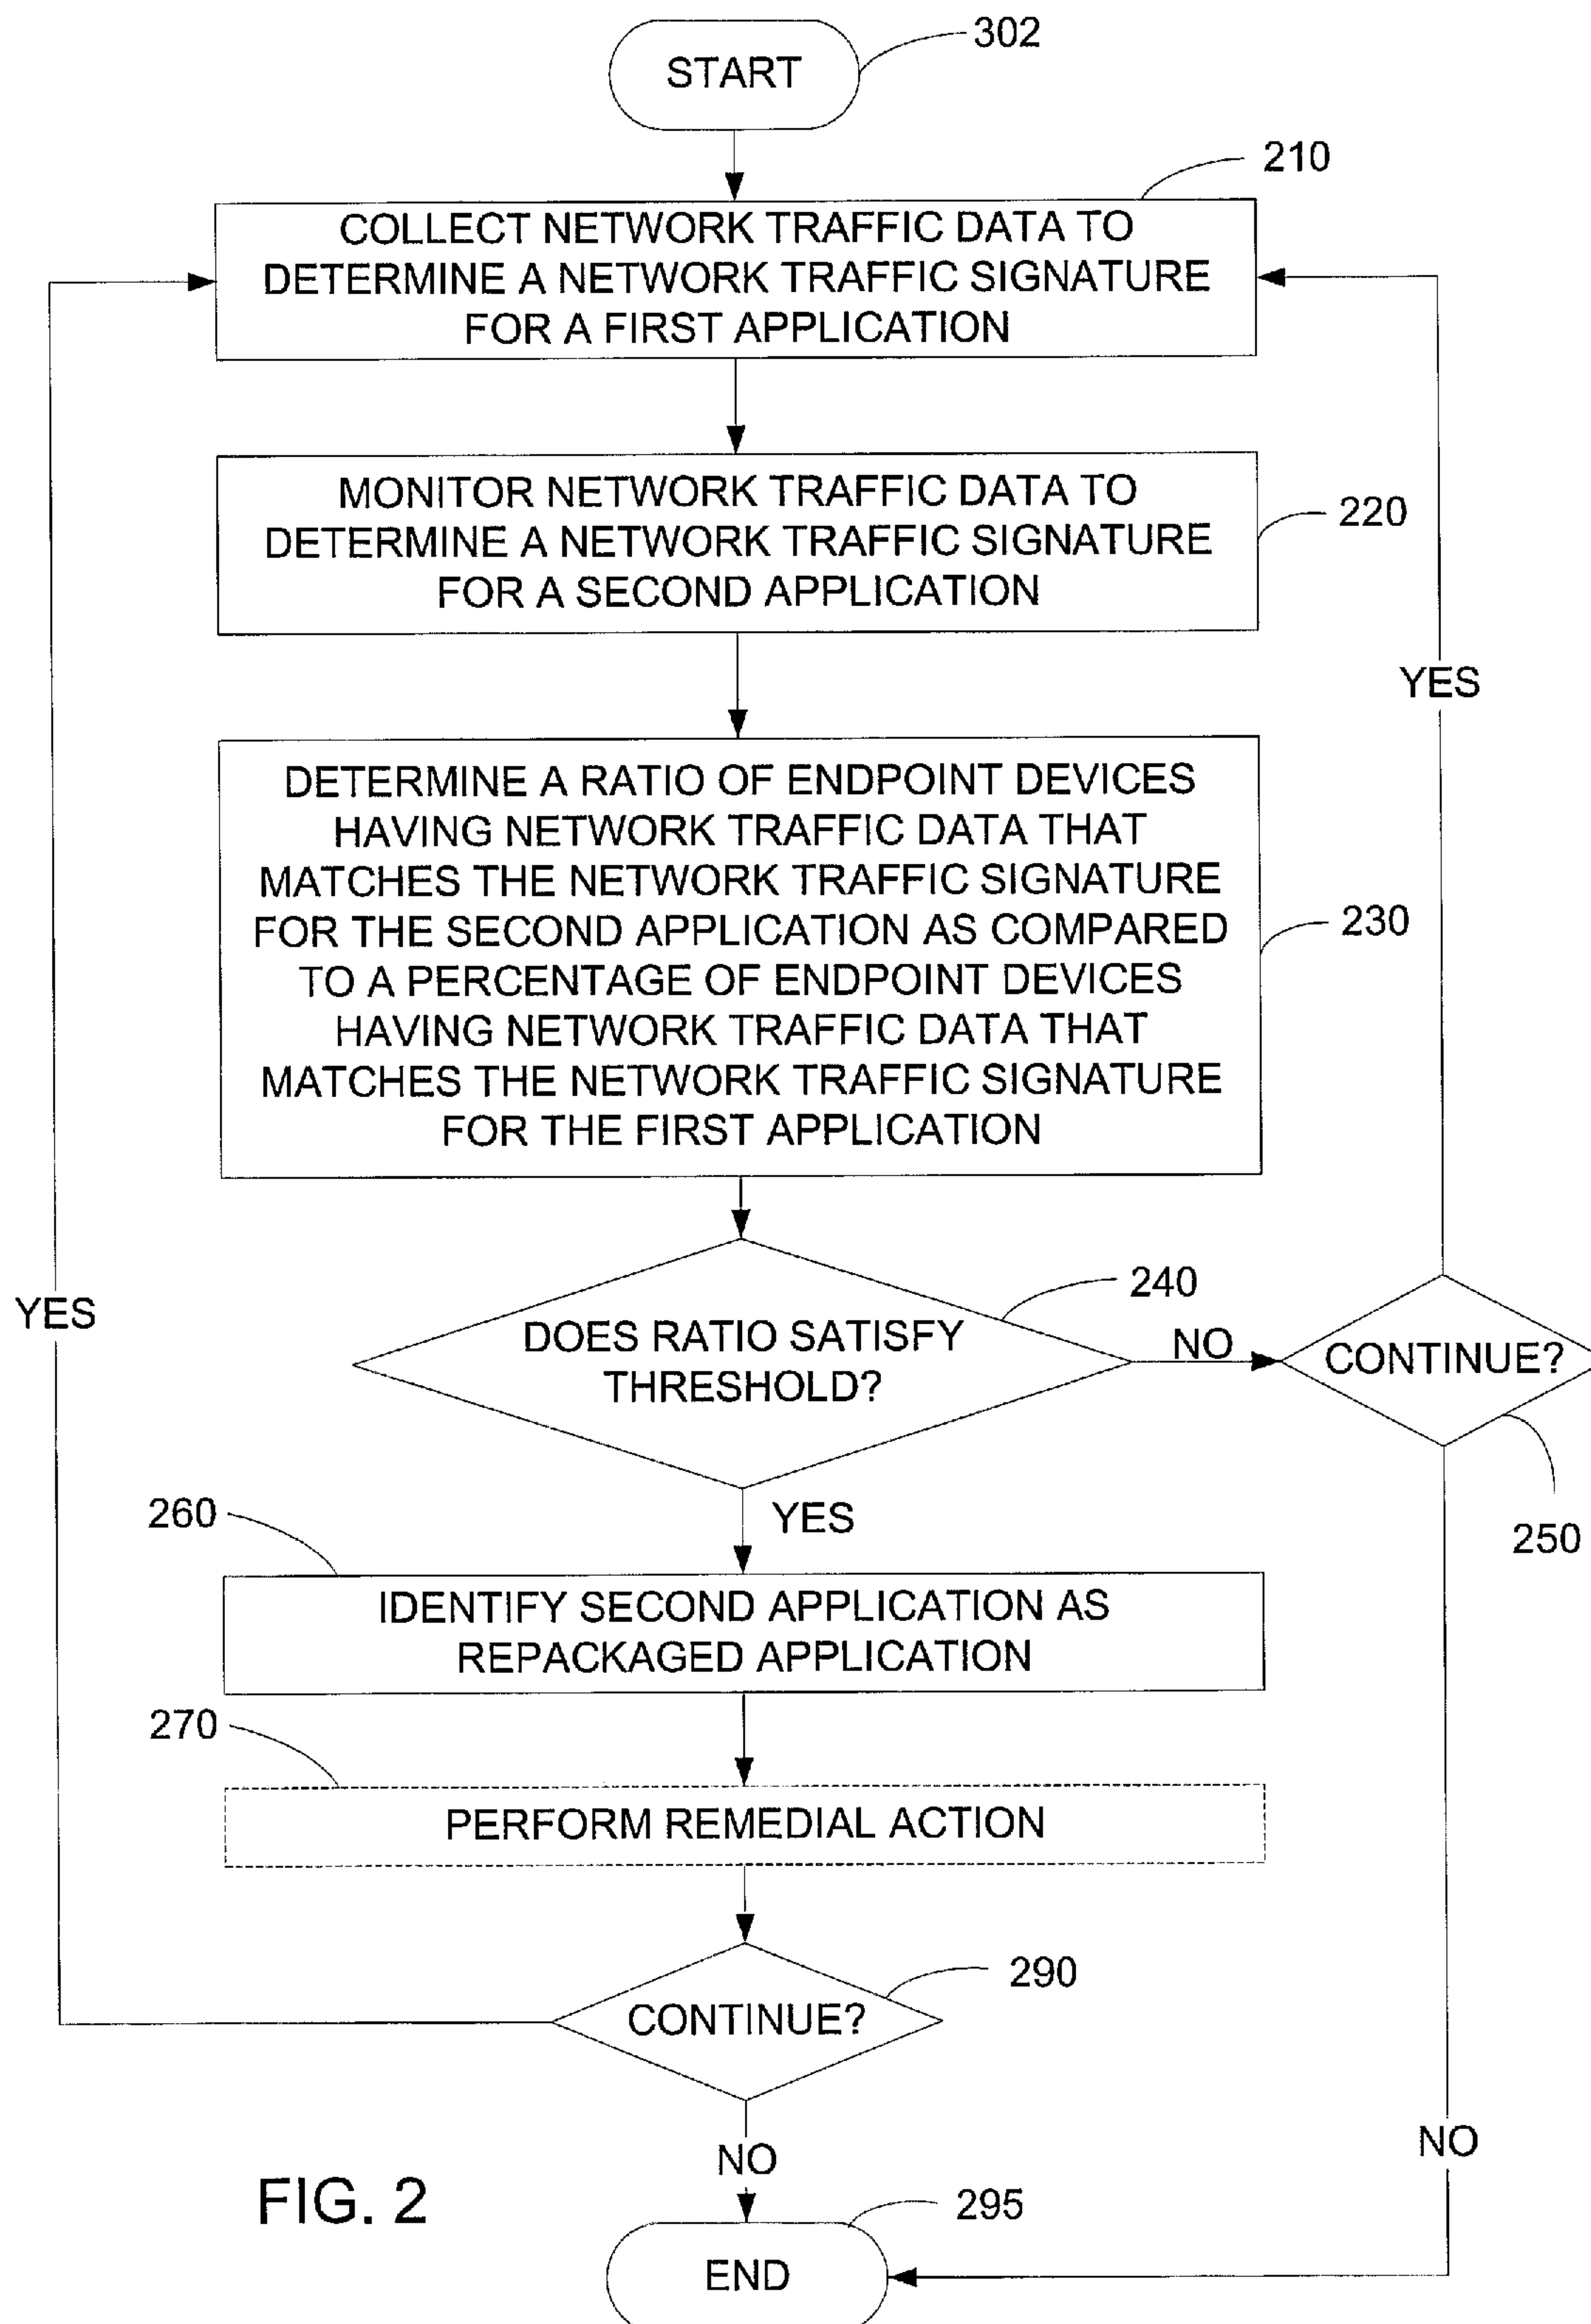 302
START
210
COLLECT NETWORK TRAFFIC DATA TO
DETERMINE A NETWORK TRAFFIC SIGNATURE
FOR A FIRST APPLICATION
MONITOR NETWORK TRAFFIC DATA TO
DETERMINE A NETWORK TRAFFIC SIGNATURE
FOR A SECOND APPLICATION
220
YES
DETERMINE A RATIO OF ENDPOINT DEVICES
HAVING NETWORK TRAFFIC DATA THAT
MATCHES THE NETWORK TRAFFIC SIGNATURE
FOR THE SECOND APPLICATION AS COMPARED
TO A PERCENTAGE OF ENDPOINT DEVICES
HAVING NETWORK TRAFFIC DATA THAT
MATCHES THE NETWORK TRAFFIC SIGNATURE
FOR THE FIRST APPLICATION
230
YES
240
DOES RATIO SATISFY
THRESHOLD?
NO
CONTINUE?
250
YES
260
IDENTIFY SECOND APPLICATION AS
REPACKAGED APPLICATION
270
PERFORM REMEDIAL ACTION
290
CONTINUE?
NO
NO
FIG. 2
295
END